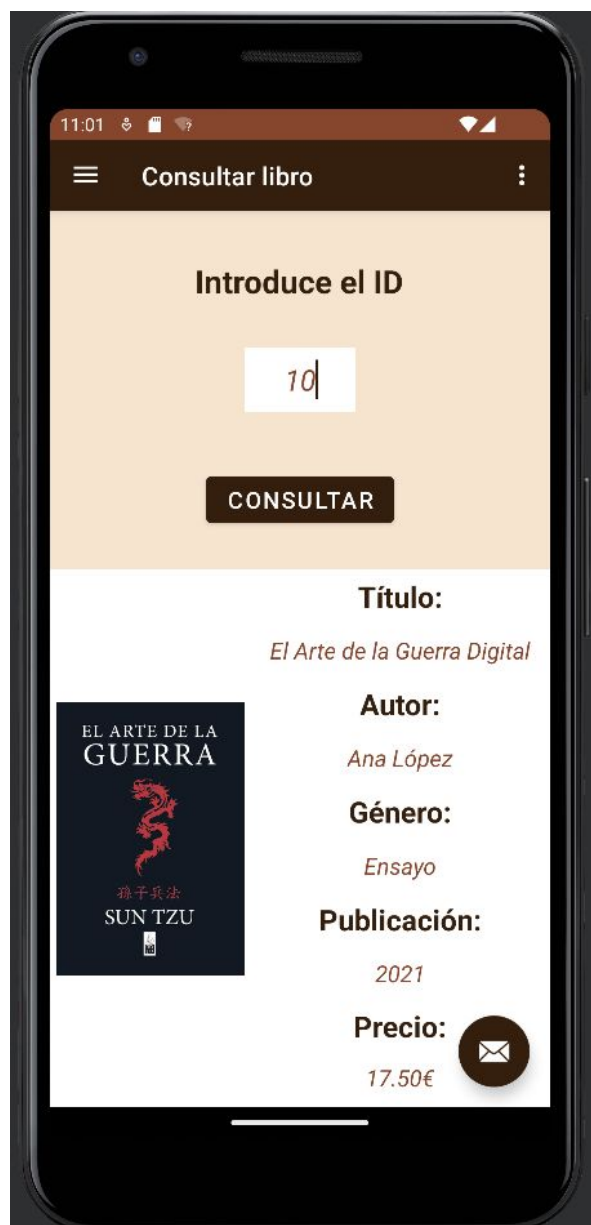 11:01
Consultar libro
Introduce el ID
10
CONSULTAR
Título:
El Arte de la Guerra Digital
Autor:
Ana López
Género:
Ensayo
Publicación:
2021
Precio:
17.50€
EL ARTE DE LA
GUERRA
孫子兵法
SUN TZU